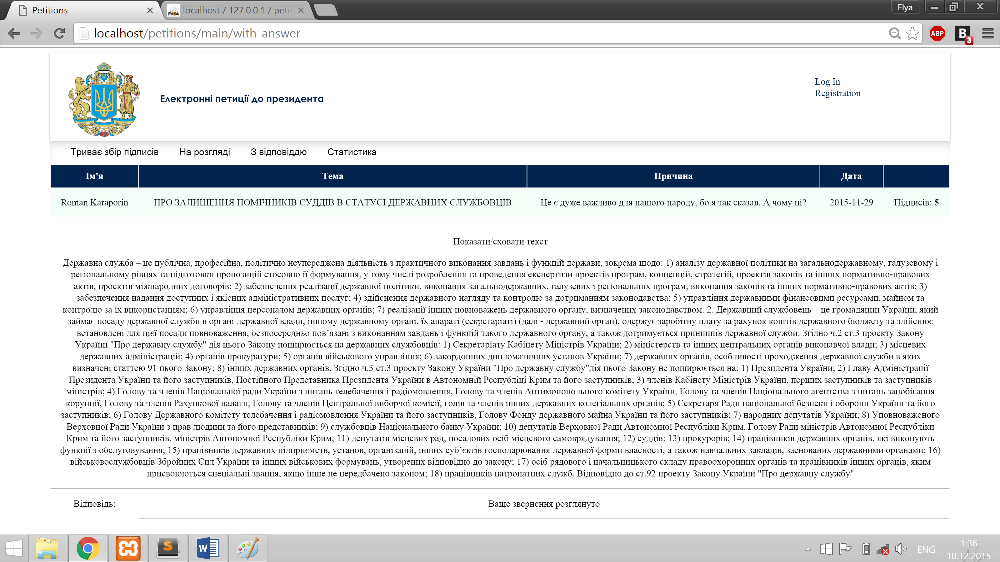 Petitions
localhost / 127.0.0.1 / peti
Elya
localhost/petitions/main/with_answer
ABP
B
3
Log In
Registration
Електронні петиції до президента
Триває збір підписів На розгляді З відповіддю Статистика
Ім'я Тема Причина Дата
Roman Karaporin ПРО ЗАЛИШЕННЯ ПОМІЧНИКІВ СУДДІВ В СТАТУСІ ДЕРЖАВНИХ СЛУЖБОВЦІВ Це є дуже важливо для нашого народу, бо я так сказав. А чому ні? 2015-11-29 Підписів: 5
Показати/сховати текст
Державна служба – це публічна, професійна, політично неупереджена діяльність з практичного виконання завдань і функцій держави, зокрема щодо: 1) аналізу державної політики на загальнодержавному, галузевому і
регіональному рівнях та підготовки пропозицій стосовно її формування, у тому числі розроблення та проведення експертизи проектів програм, концепцій, стратегій, проектів законів та інших нормативно-правових
актів, проектів міжнародних договорів; 2) забезпечення реалізації державної політики, виконання загальнодержавних, галузевих і регіональних програм, виконання законів та інших нормативно-правових актів; 3)
забезпечення надання доступних і якісних адміністративних послуг; 4) здійснення державного нагляду та контролю за дотриманням законодавства; 5) управління державними фінансовими ресурсами, майном та
контролю за їх використанням; 6) управління персоналом державних органів; 7) реалізації інших повноважень державного органу, визначених законодавством. 2. Державний службовець – це громадянин України, який
займає посаду державної служби в органі державної влади, іншому державному органі, їх апараті (секретаріаті) (далі - державний орган), одержує заробітну плату за рахунок коштів державного бюджету та здійснює
встановлені для цієї посади повноваження, безпосередньо пов’язані з виконанням завдань і функцій такого державного органу, а також дотримується принципів державної служби. Згідно ч.2 ст.3 проекту Закону
України "Про державну службу" дія цього Закону поширюється на державних службовців: 1) Секретаріату Кабінету Міністрів України; 2) міністерств та інших центральних органів виконавчої влади; 3) місцевих
державних адміністрацій; 4) органів прокуратури; 5) органів військового управління; 6) закордонних дипломатичних установ України; 7) державних органів, особливості проходження державної служби в яких
визначені статтею 91 цього Закону; 8) інших державних органів. Згідно ч.3 ст.3 проекту Закону України "Про державну службу"дія цього Закону не поширюється на: 1) Президента України; 2) Главу Адміністрації
Президента України та його заступників, Постійного Представника Президента України в Автономній Республіці Крим та його заступників; 3) членів Кабінету Міністрів України, перших заступників та заступників
міністрів; 4) Голову та членів Національної ради України з питань телебачення і радіомовлення, Голову та членів Антимонопольного комітету України, Голову та членів Національного агентства з питань запобігання
корупції, Голову та членів Рахункової палати, Голову та членів Центральної виборчої комісії, голів та членів інших державних колегіальних органів; 5) Секретаря Ради національної безпеки і оборони України та його
заступників; 6) Голову Державного комітету телебачення і радіомовлення України та його заступників, Голову Фонду державного майна України та його заступників; 7) народних депутатів України; 8) Уповноваженого
Верховної Ради України з прав людини та його представників; 9) службовців Національного банку України; 10) депутатів Верховної Ради Автономної Республіки Крим, Голову Ради міністрів Автономної Республіки
Крим та його заступників, міністрів Автономної Республіки Крим; 11) депутатів місцевих рад, посадових осіб місцевого самоврядування; 12) суддів; 13) прокурорів; 14) працівників державних органів, які виконують
функції з обслуговування; 15) працівників державних підприємств, установ, організацій, інших суб’єктів господарювання державної форми власності, а також навчальних закладів, заснованих державними органами; 16)
військовослужбовців Збройних Сил України та інших військових формувань, утворених відповідно до закону; 17) осіб рядового і начальницького складу правоохоронних органів та працівників інших органів, яким
присвоюються спеціальні звання, якщо інше не передбачено законом; 18) працівників патронатних служб. Відповідно до ст.92 проекту Закону України "Про державну службу"
Відповідь: Ваше звернення розглянуто
ENG
1:36
10.12.2015